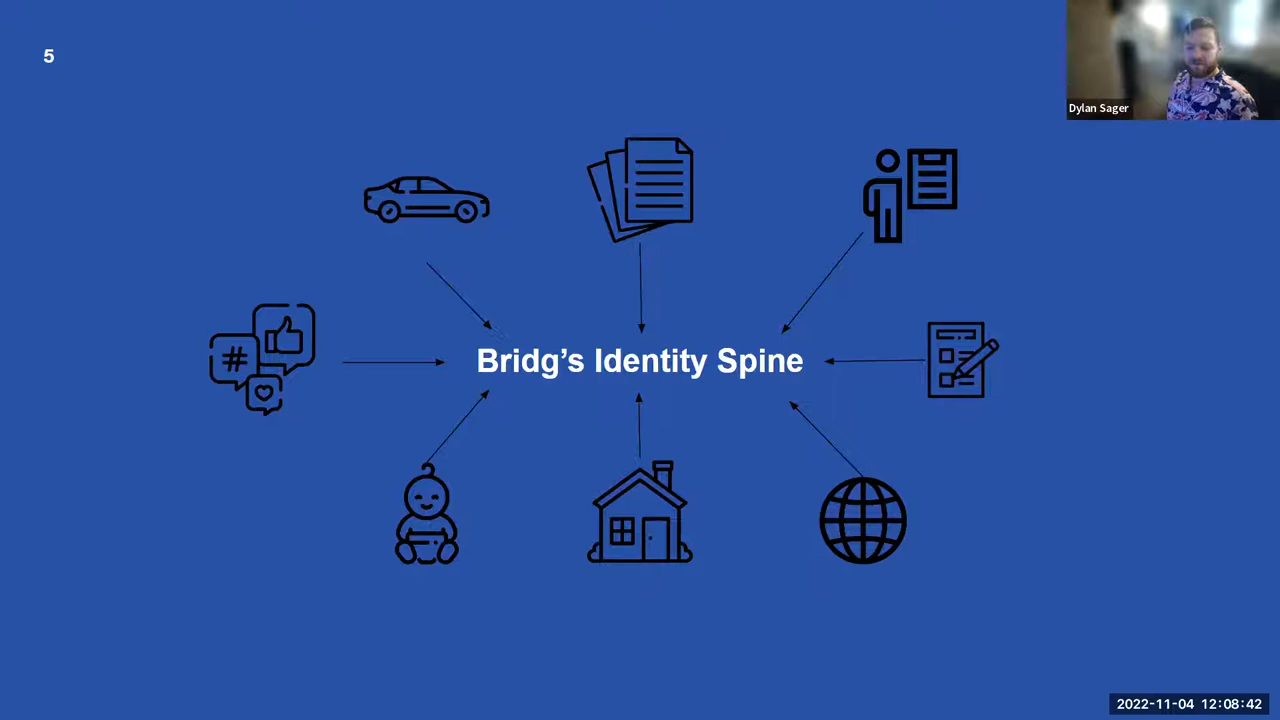 5
Dylan Sager
#
Bridg’s Identity Spine
2022-11-04 12:08:42